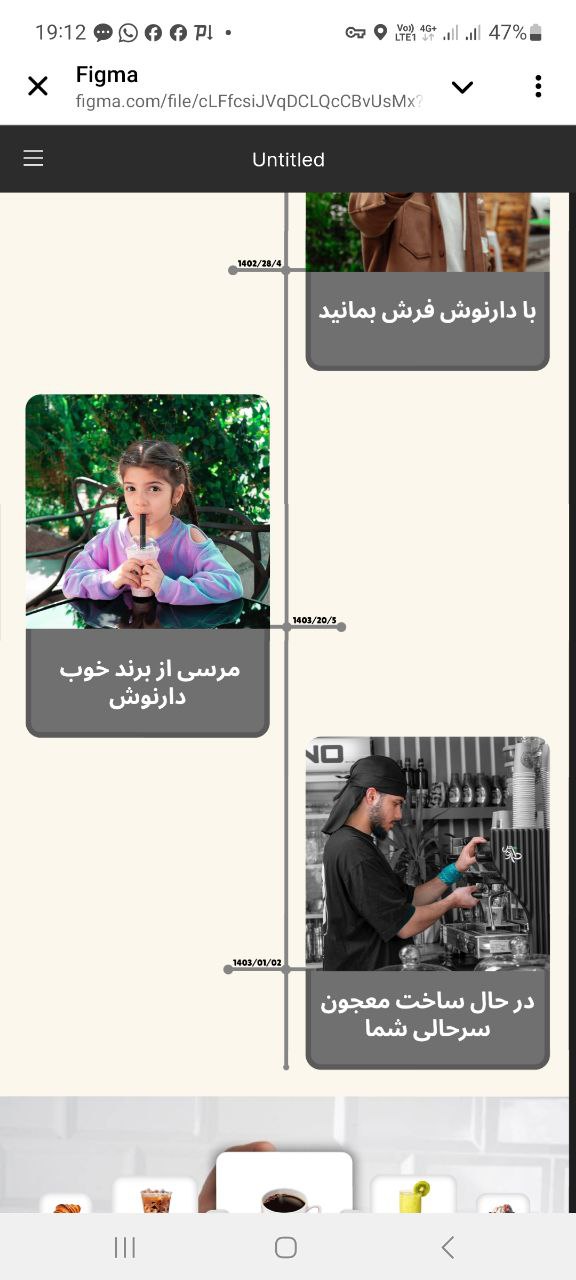 19:12
Vo)) 4G+
LTE1
47%
Figma
figma.com/file/cLFfcsiJVqDCLQcCBvUsMx?
Untitled
1402/28/4
با دارنوش فرش بمانید
1403/20/5
مرسی از برند خوب
دارنوش
NO
1403/01/02
در حال ساخت معجون
سرحالی شما